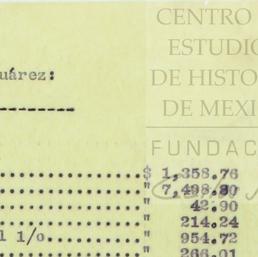 CENTRO
ESTUDIO
DE HISTO
DE MEXI
FUNDAC
uárez:
----------
$ 1,358.76
" 7,498.80
" 42.90
" 214.24
l 1/o. " 954.72
" 266.01